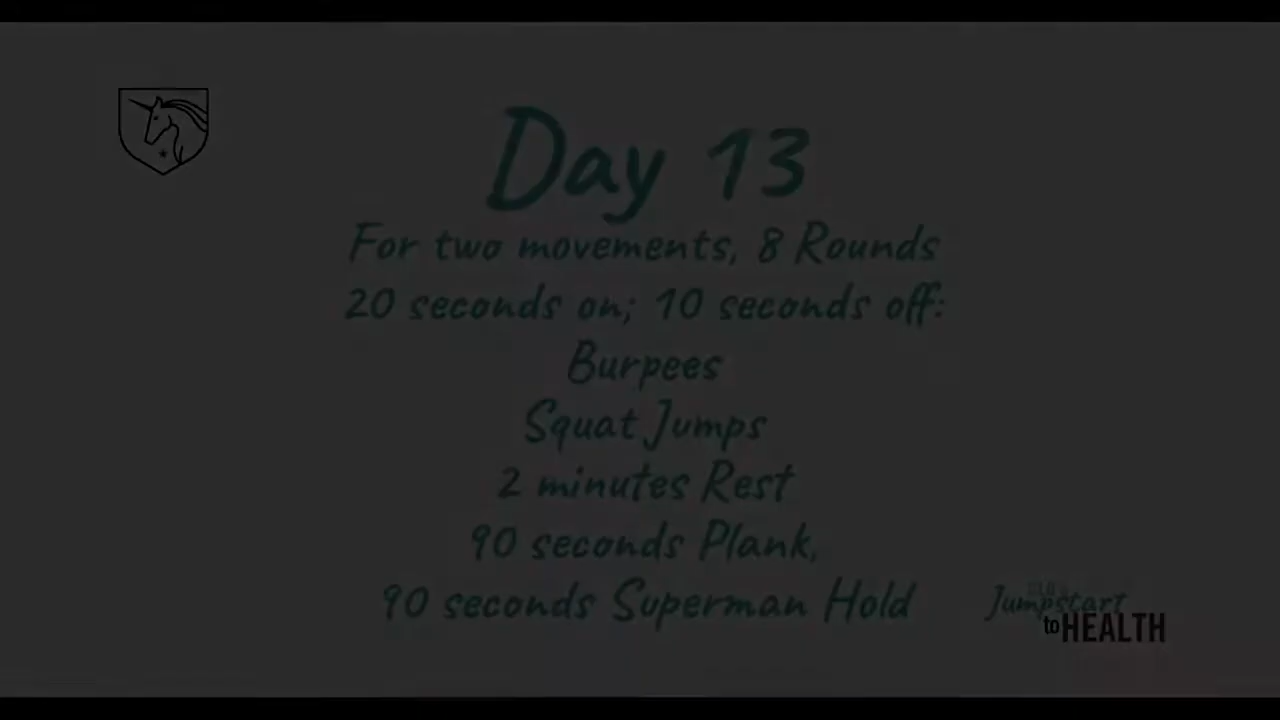 Day 13
For two movements, 8 Rounds
20 seconds on; 10 seconds off:
Burpees
Squat Jumps
2 minutes Rest
90 seconds Plank,
90 seconds Superman Hold
Jumpstart
to HEALTH